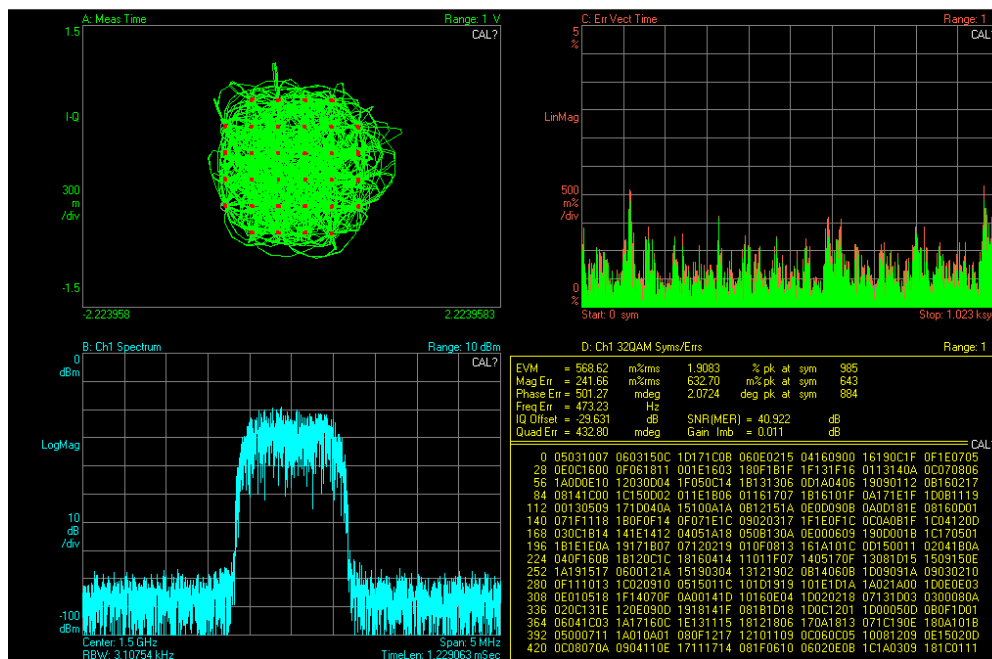 A: Meas Time Range: 1 V
CAL?
1.5
I-Q
300
m
/div
-1.5
-2.2239583 2.2239583
C: Err Vect Time Range: 1
CAL?
5
%
LinMag
500
m%
/div
0
%
Start: 0 sym Stop: 1.023 ksy
B: Ch1 Spectrum Range: 10 dBm
CAL?
0
dBm
LogMag
10
dB
/div
-100
dBm
Center: 1.5 GHz Span: 5 MHz
RBW: 3.10754 kHz TimeLen: 1.229063 mSec
D: Ch1 32QAM Syms/Errs Range: 1
EVM = 568.62 m%rms 1.9083 % pk at sym 985
Mag Err = 241.66 m%rms 632.70 m% pk at sym 643
Phase Err = 501.27 mdeg 2.0724 deg pk at sym 884
Freq Err = 473.23 Hz
IQ Offset = -29.631 dB SNR(MER) = 40.922 dB
Quad Err = 432.80 mdeg Gain Imb = 0.011 dB
CAL?
0 05031007 0603150C 1D171C0B 060E0215 04160900 16190C1F 0F1E0705
28 0E0C1600 0F061811 001E1603 180F1B1F 1F131F16 0113140A 0C070806
56 1A0D0E10 12030D04 1F050C14 1B131306 0D1A0406 19090112 0B160217
84 08141C00 1C150D02 011E1B06 01161707 1B16101F 0A171E1F 1D0B1119
112 00130509 171D040A 15100A1A 0B12151A 0E0D090B 0A0D181E 08160D01
140 071F1118 1B0F0F14 0F071E1C 09020317 1F1E0F1C 0C0A0B1F 1C04120D
168 030C1B14 141E1412 04051A18 050B130A 0E000609 190D001B 1C170501
196 1B1E1E0A 19171B07 07120219 010F0813 161A101C 0D150011 02041B0A
224 040F160B 1B120C1C 18160414 11011F07 1405170F 13081D15 1509150E
252 1A191517 0600121A 15190304 13121902 0B14060B 1D09091A 09030210
280 0F111013 1C020910 0515011C 101D1919 101E1D1A 1A021A00 1D0E0E03
308 0E010518 1F14070F 0A00141D 10160E04 1D020218 07131D03 0300080A
336 020C131E 120E090D 1918141F 081B1D18 1D0C1201 1D00050D 0B0F1D01
364 06041C03 1A17160C 1E131115 18121806 170A1813 071C190E 180A101B
392 05000711 1A010A01 080F1217 12101109 0C060C05 10081209 0E15020D
420 0C08070A 0904110E 17111714 081F0610 06020E0B 1C1A0309 181C0111